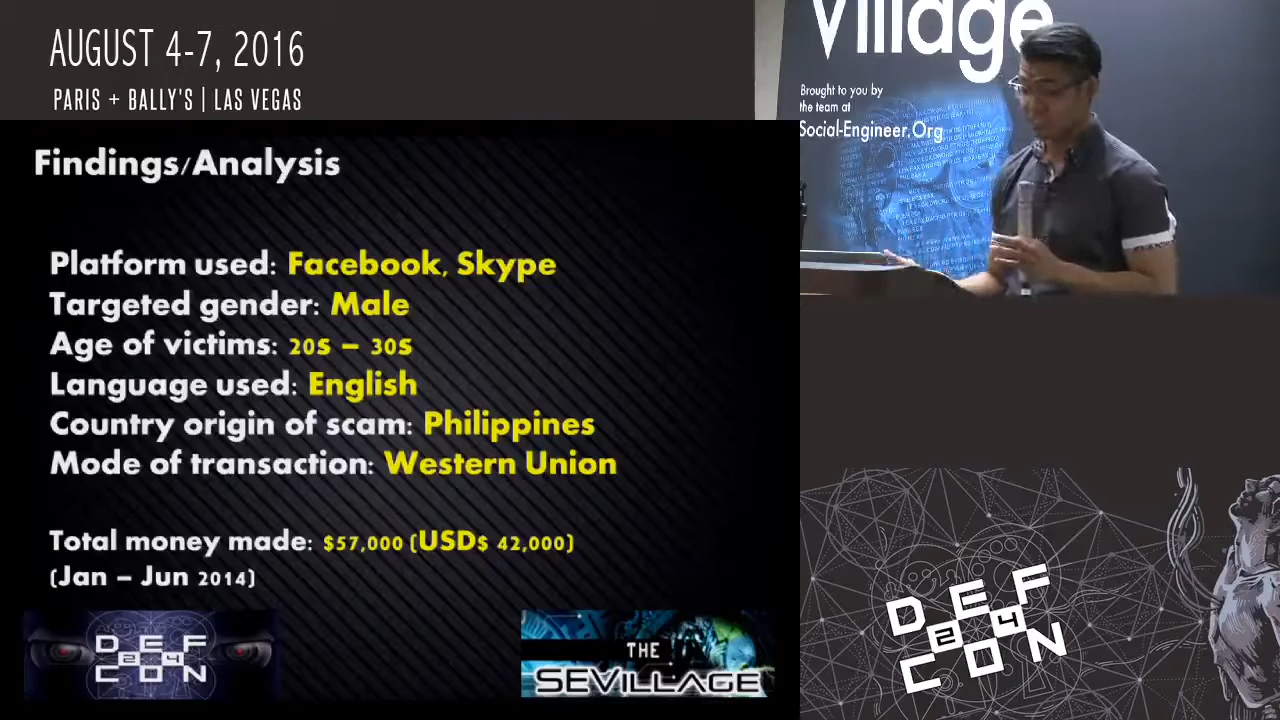 AUGUST 4-7, 2016
PARIS + BALLY'S | LAS VEGAS
Village
Brought to you by
the team at
Social-Engineer.Org
Findings/Analysis
Platform used: Facebook, Skype
Targeted gender: Male
Age of victims: 20s – 30s
Language used: English
Country origin of scam: Philippines
Mode of transaction: Western Union
Total money made: $57,000 (USD$ 42,000)
(Jan – Jun 2014)
DEF
24
CON
THE
SEVILLAGE
DEF
24
CON